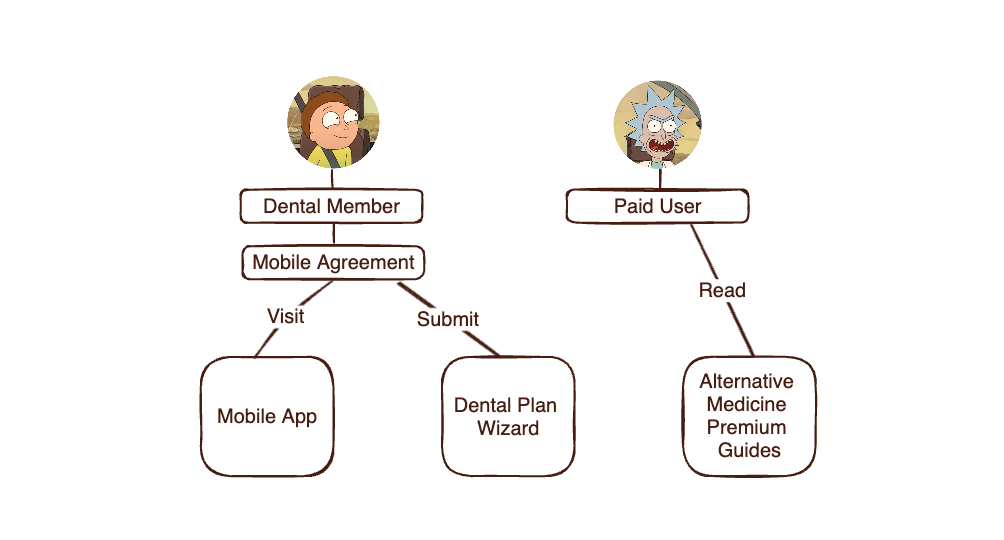 Dental Member
Paid User
Mobile Agreement
Read
Visit
Submit
Mobile App
Dental Plan
Wizard
Alternative
Medicine
Premium
Guides